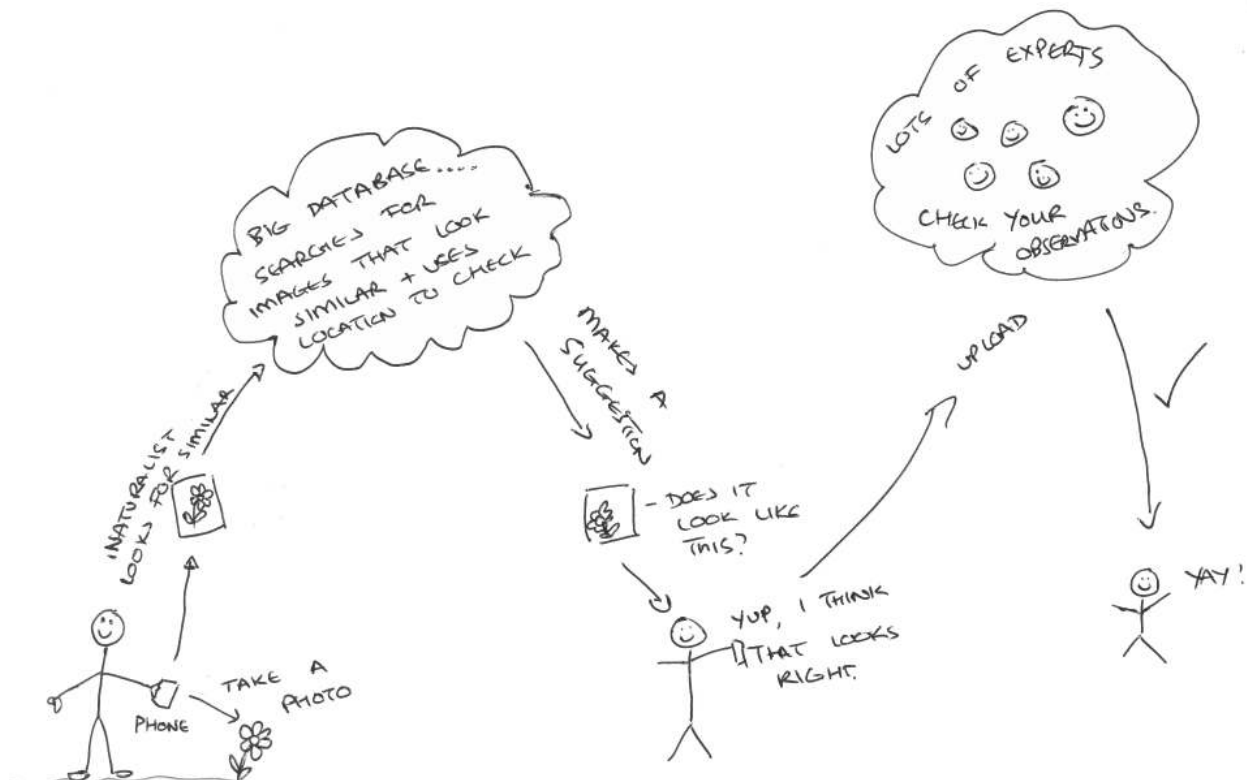 PHONE
TAKE A
PHOTO
INATURALIST
LOOKS FOR SIMILAR
BIG DATABASE.....
SEARCHES FOR
IMAGES THAT LOOK
SIMILAR + USES
LOCATION TO CHECK
MAKES A
SUGGESTION
- DOES IT
LOOK LIKE
THIS?
YUP, I THINK
THAT LOOKS
RIGHT.
UPLOAD
LOTS OF EXPERTS
CHECK YOUR
OBSERVATIONS.
YAY!